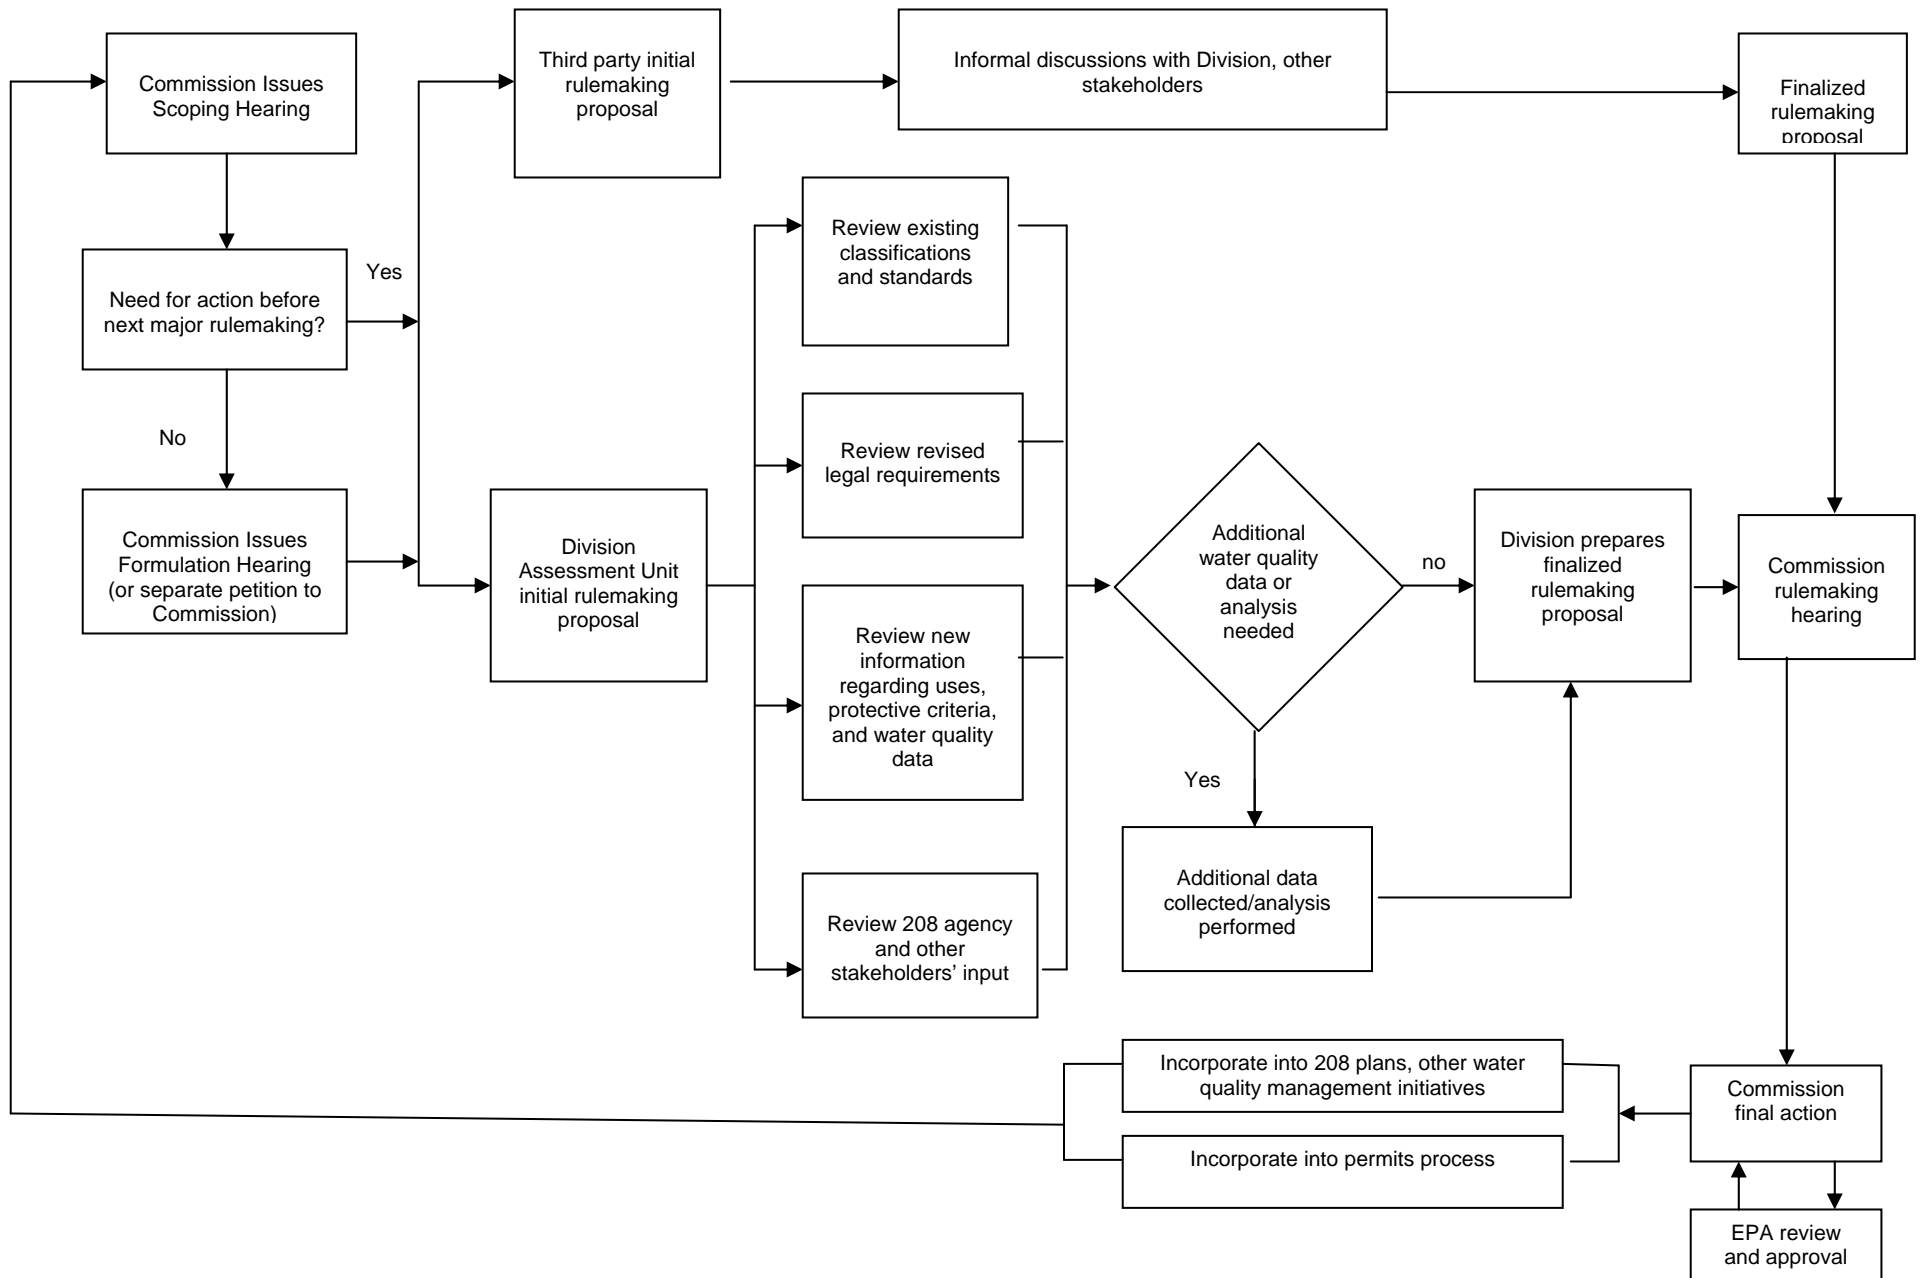 Commission Issues
Scoping Hearing
Need for action before
next major rulemaking?
Yes
No
Commission Issues
Formulation Hearing
(or separate petition to
Commission)
Third party initial
rulemaking
proposal
Informal discussions with Division, other
stakeholders
Finalized
rulemaking
proposal
Division
Assessment Unit
initial rulemaking
proposal
Review existing
classifications
and standards
Review revised
legal requirements
Review new
information
regarding uses,
protective criteria,
and water quality
data
Review 208 agency
and other
stakeholders’ input
Additional
water quality
data or
analysis
needed
no
Yes
Additional data
collected/analysis
performed
Division prepares
finalized
rulemaking
proposal
Commission
rulemaking
hearing
Commission
final action
EPA review
and approval
Incorporate into 208 plans, other water
quality management initiatives
Incorporate into permits process